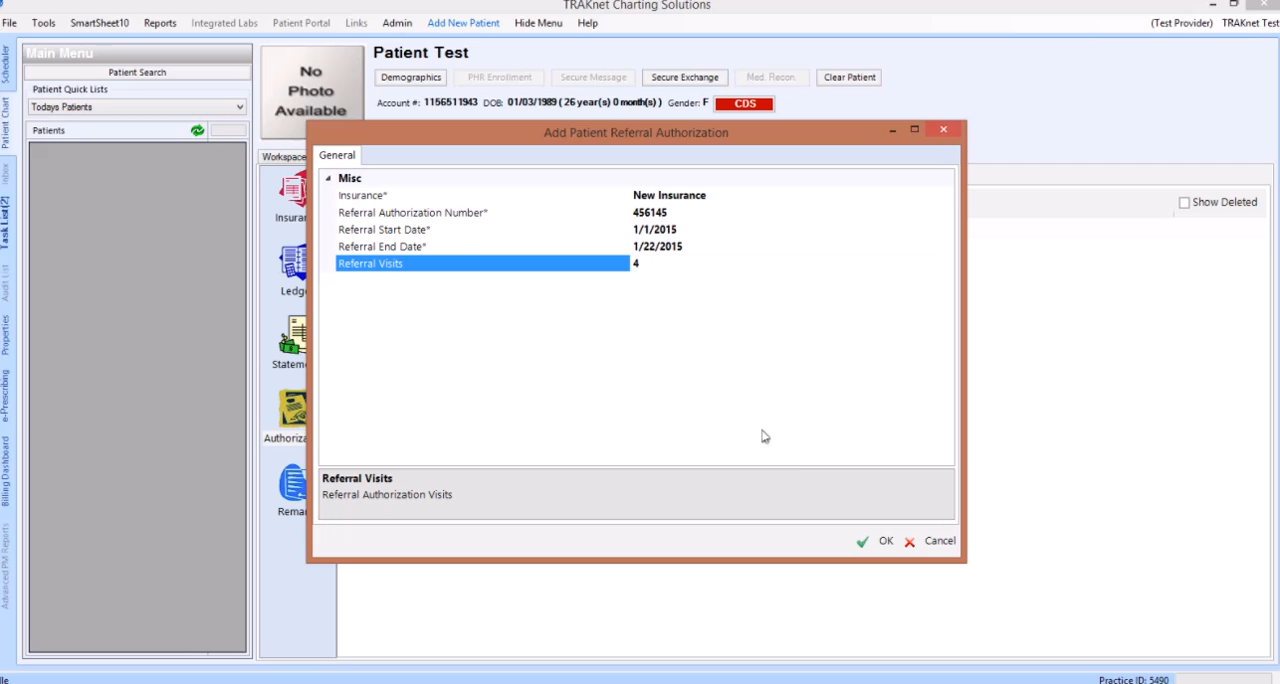 TRAKnet Charting Solutions
File Tools SmartSheet10 Reports Integrated Labs Patient Portal Links Admin Add New Patient Hide Menu Help (Test Provider) TRAKnet Test
Scheduler
Patient Chart
Inbox
Task List(2)
Audit List
Properties
e-Prescribing
Billing Dashboard
Advanced PM Reports
Main Menu
Patient Search
Patient Quick Lists
Todays Patients
Patients
No
Photo
Available
Patient Test
Demographics PHR Enrollment Secure Message Secure Exchange Med. Recon. Clear Patient
Account #: 1156511943 DOB: 01/03/1989 ( 26 year(s) 0 month(s) ) Gender: F CDS
Workspace
Insuran
Ledg
Statem
Authoriza
Remar
Show Deleted
Add Patient Referral Authorization
General
Misc
Insurance* New Insurance
Referral Authorization Number* 456145
Referral Start Date* 1/1/2015
Referral End Date* 1/22/2015
Referral Visits 4
Referral Visits
Referral Authorization Visits
OK Cancel
Practice ID: 5490